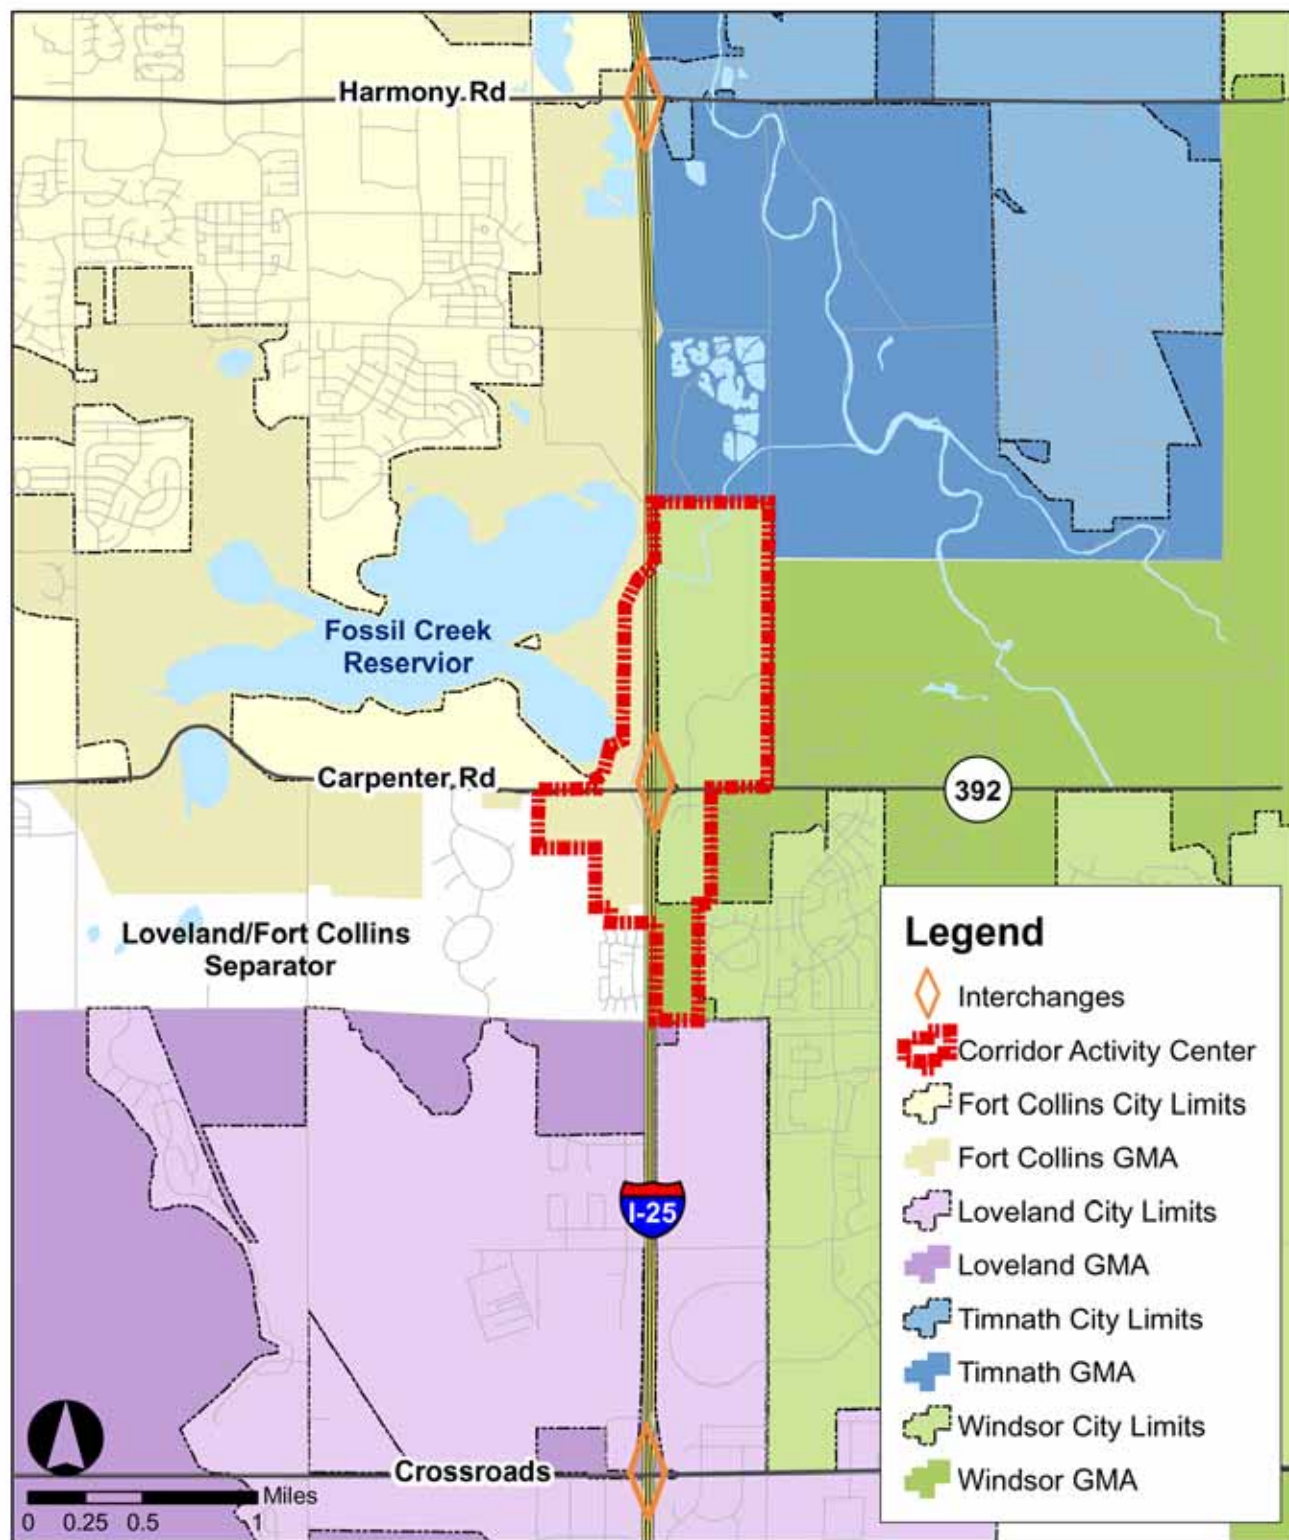 Harmony Rd
Fossil Creek
Reservior
Carpenter Rd
392
Loveland/Fort Collins
Separator
I-25
Crossroads
Miles
0 0.25 0.5 1
Legend
Interchanges
Corridor Activity Center
Fort Collins City Limits
Fort Collins GMA
Loveland City Limits
Loveland GMA
Timnath City Limits
Timnath GMA
Windsor City Limits
Windsor GMA